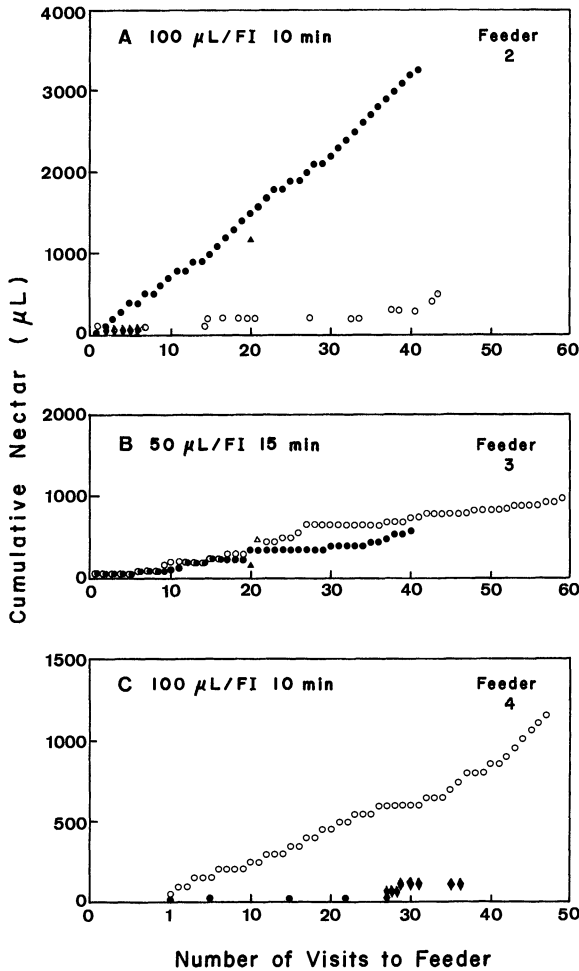 4000
A 100 µL/FI 10 min
Feeder
2
3000
2000
1000
0
0 10 20 30 40 50 60
2000
B 50 µL/FI 15 min
Feeder
3
1000
0
0 10 20 30 40 50 60
1500
C 100 µL/FI 10 min
Feeder
4
1000
500
0
0 1 10 20 30 40 50
Cumulative Nectar (µL)
Number of Visits to Feeder